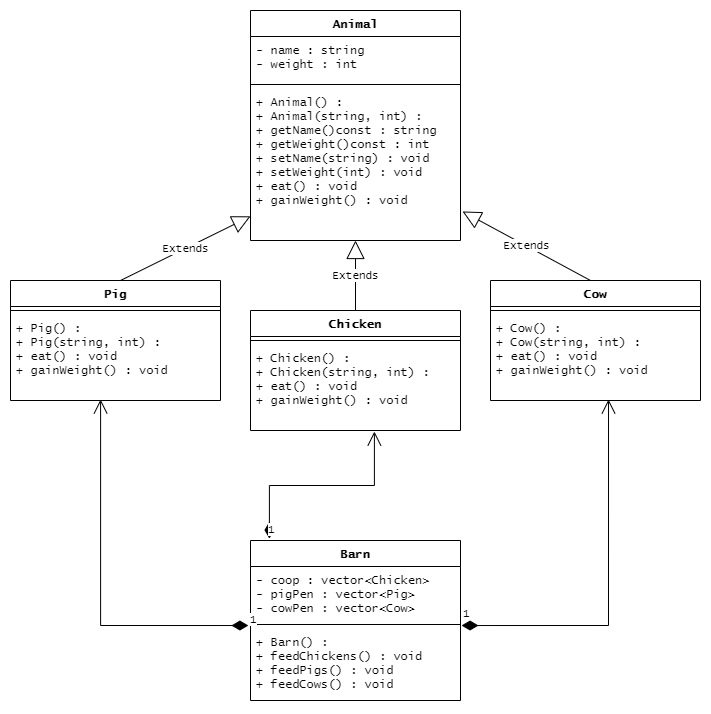 Animal
- name : string
- weight : int
+ Animal() :
+ Animal(string, int) :
+ getName()const : string
+ getWeight()const : int
+ setName(string) : void
+ setWeight(int) : void
+ eat() : void
+ gainWeight() : void
Extends
Extends
Extends
Pig
+ Pig() :
+ Pig(string, int) :
+ eat() : void
+ gainWeight() : void
Chicken
+ Chicken() :
+ Chicken(string, int) :
+ eat() : void
+ gainWeight() : void
Cow
+ Cow() :
+ Cow(string, int) :
+ eat() : void
+ gainWeight() : void
1
Barn
- coop : vector<Chicken>
- pigPen : vector<Pig>
- cowPen : vector<Cow>
1
1
+ Barn() :
+ feedChickens() : void
+ feedPigs() : void
+ feedCows() : void